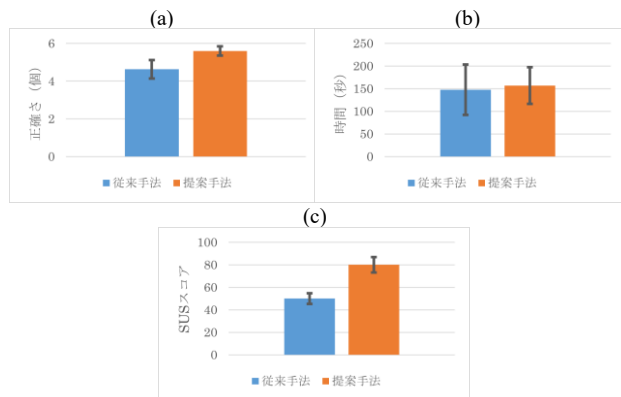 (a)
6
4
2
0
正確さ（個）
■従来手法 ■提案手法
(b)
250
200
150
100
50
0
時間（秒）
■従来手法 ■提案手法
(c)
100
80
60
40
20
0
SUSスコア
■従来手法 ■提案手法